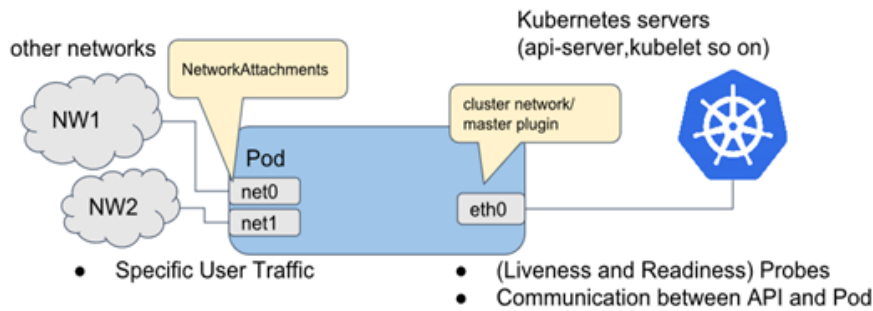 Kubernetes servers
(api-server,kubelet so on)
other networks
NetworkAttachments
NW1
cluster network/
master plugin
Pod
net0
NW2
net1
eth0
● Specific User Traffic
● (Liveness and Readiness) Probes
● Communication between API and Pod